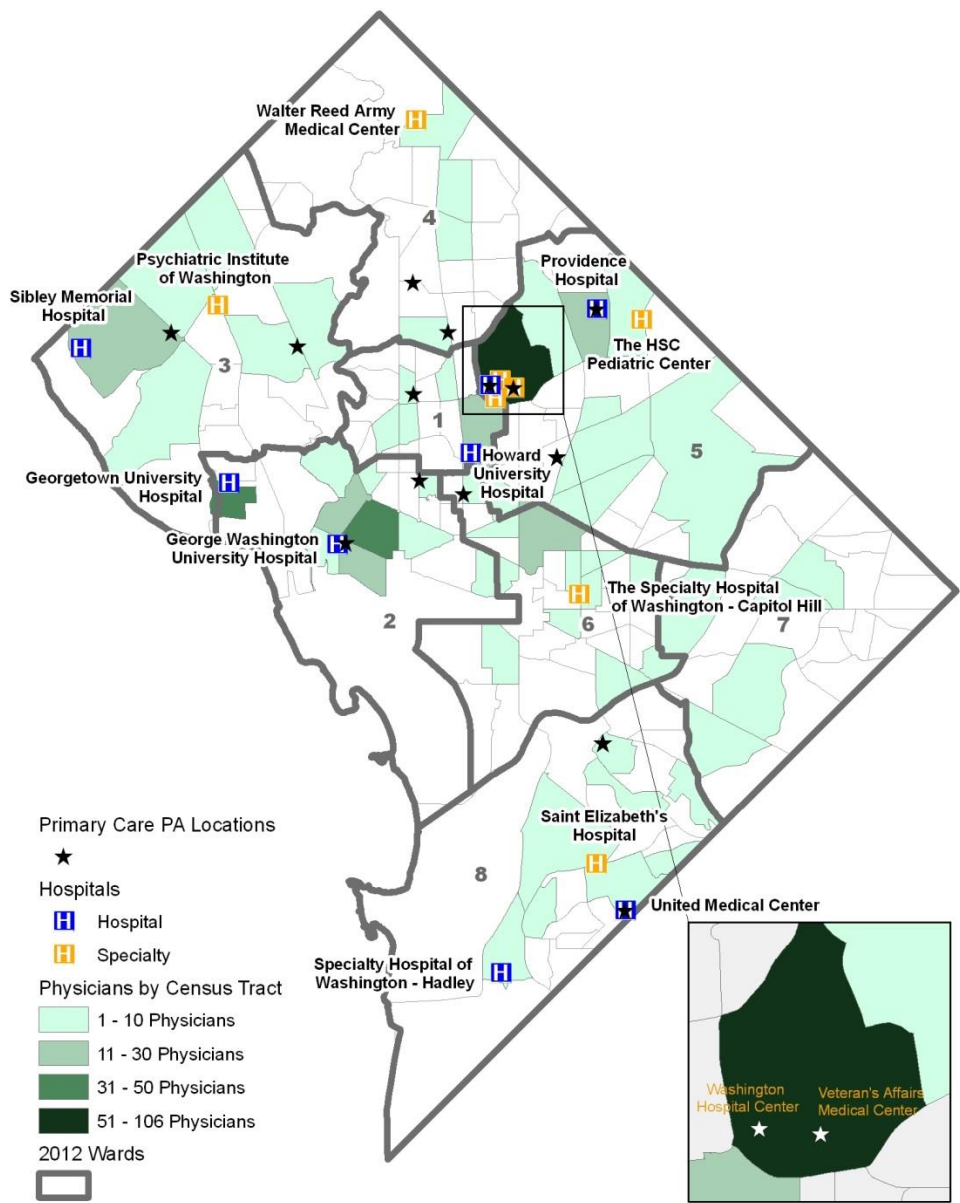 Walter Reed Army
Medical Center
4
Psychiatric Institute
of Washington
Providence
Hospital
Sibley Memorial
Hospital
The HSC
Pediatric Center
3
1
5
Howard
University
Hospital
Georgetown University
Hospital
George Washington
University Hospital
The Specialty Hospital
of Washington - Capitol Hill
2
6
7
Primary Care PA Locations
Hospitals
H Hospital
H Specialty
Physicians by Census Tract
1 - 10 Physicians
11 - 30 Physicians
31 - 50 Physicians
51 - 106 Physicians
2012 Wards
Saint Elizabeth's
Hospital
8
United Medical Center
Specialty Hospital of
Washington - Hadley
Washington
Hospital Center
Veteran's Affairs
Medical Center